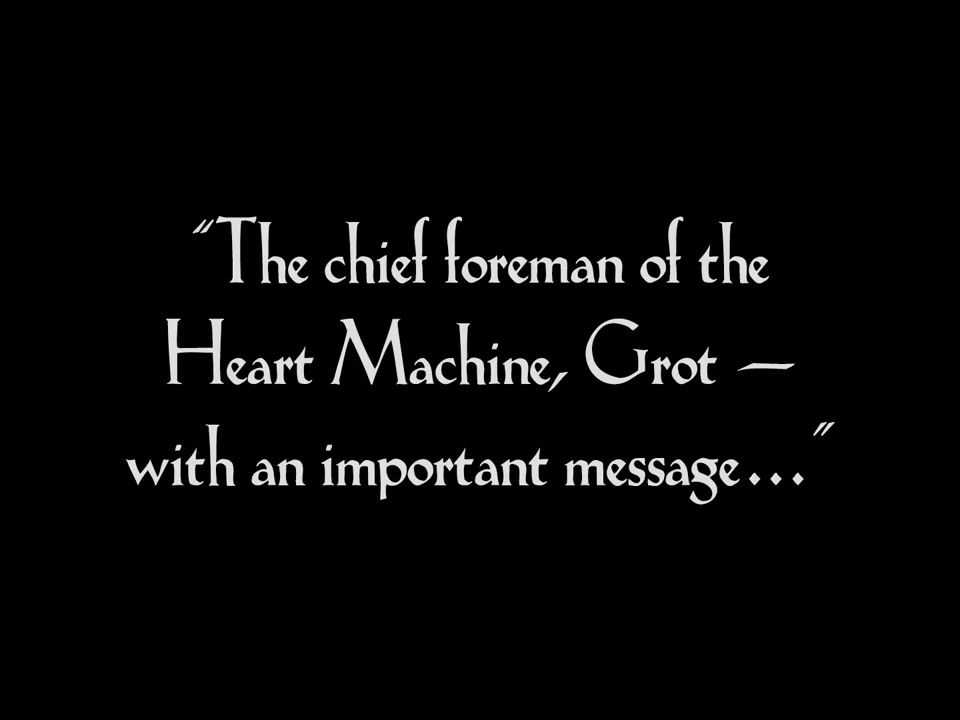 “The chief foreman of the
Heart Machine, Grot —
with an important message...”